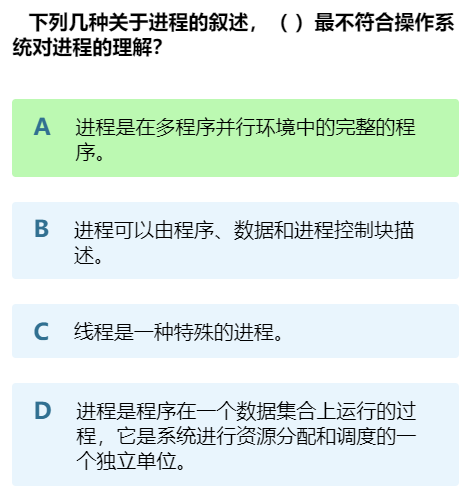 下列几种关于进程的叙述，（ ）最不符合操作系
统对进程的理解？
A 进程是在多程序并行环境中的完整的程
序。
B 进程可以由程序、数据和进程控制块描
述。
C 线程是一种特殊的进程。
D 进程是程序在一个数据集合上运行的过
程，它是系统进行资源分配和调度的一
个独立单位。